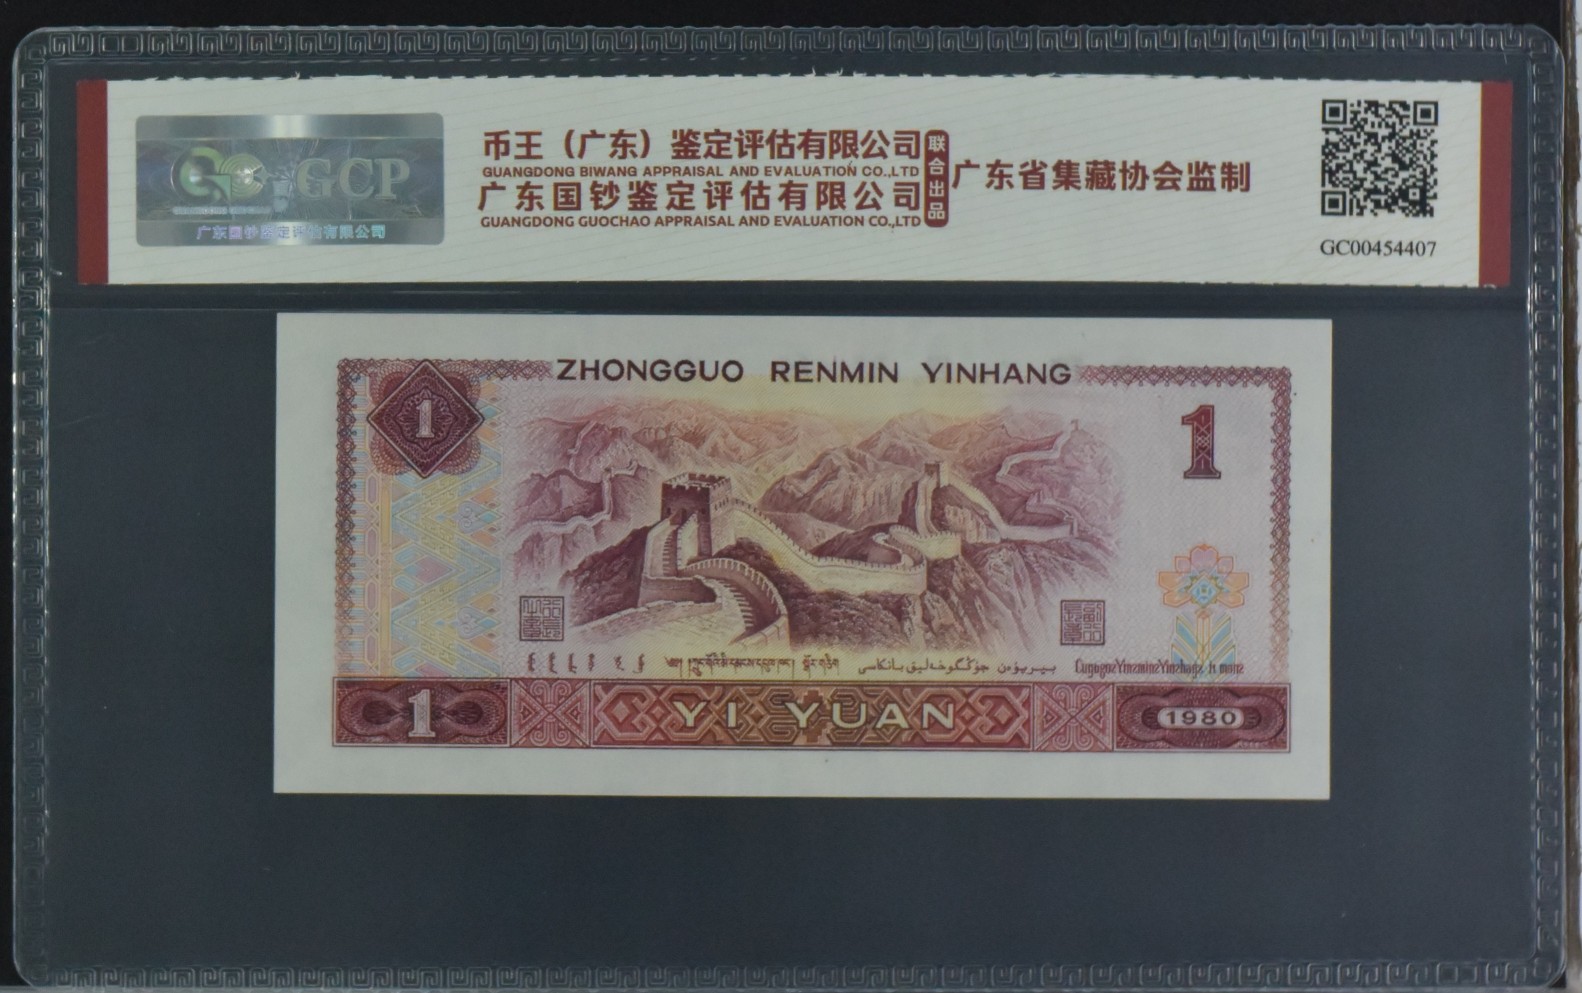 GCP
广东国钞鉴定评估有限公司
币王（广东）鉴定评估有限公司
GUANGDONG BIWANG APPRAISAL AND EVALUATION CO.,LTD
广东国钞鉴定评估有限公司
GUANGDONG GUOCHAO APPRAISAL AND EVALUATION CO.,LTD
联合出品
广东省集藏协会监制
GC00454407
ZHONGGUO RENMIN YINHANG
1
1
1
YI YUAN
1980